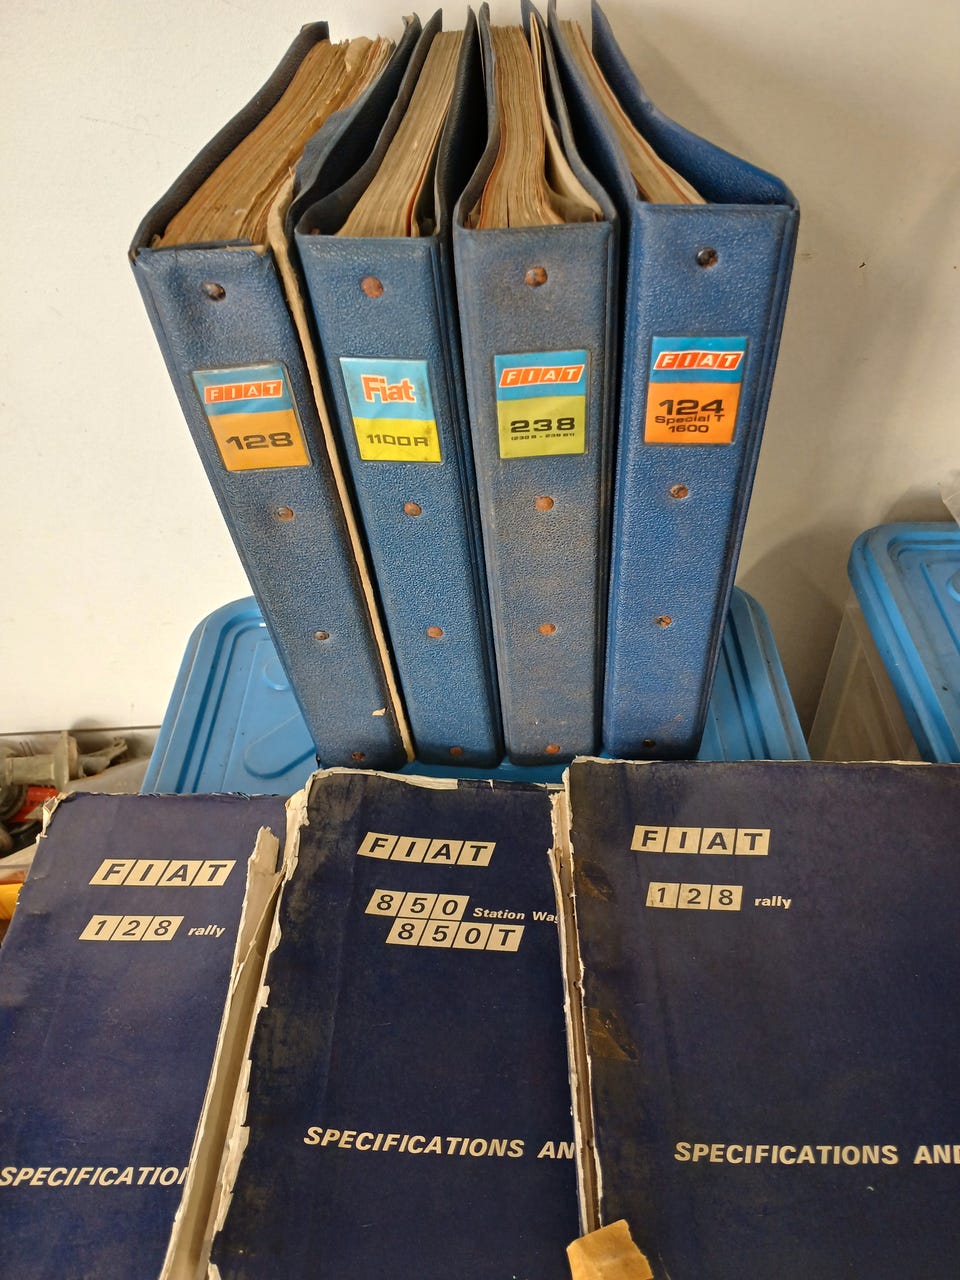 FIAT
128
Fiat
1100R
FIAT
238
FIAT
124
Special T
1600
FIAT
128 rally
SPECIFICATION
FIAT
850 Station Wag
850T
SPECIFICATIONS AN
FIAT
128 rally
SPECIFICATIONS AND